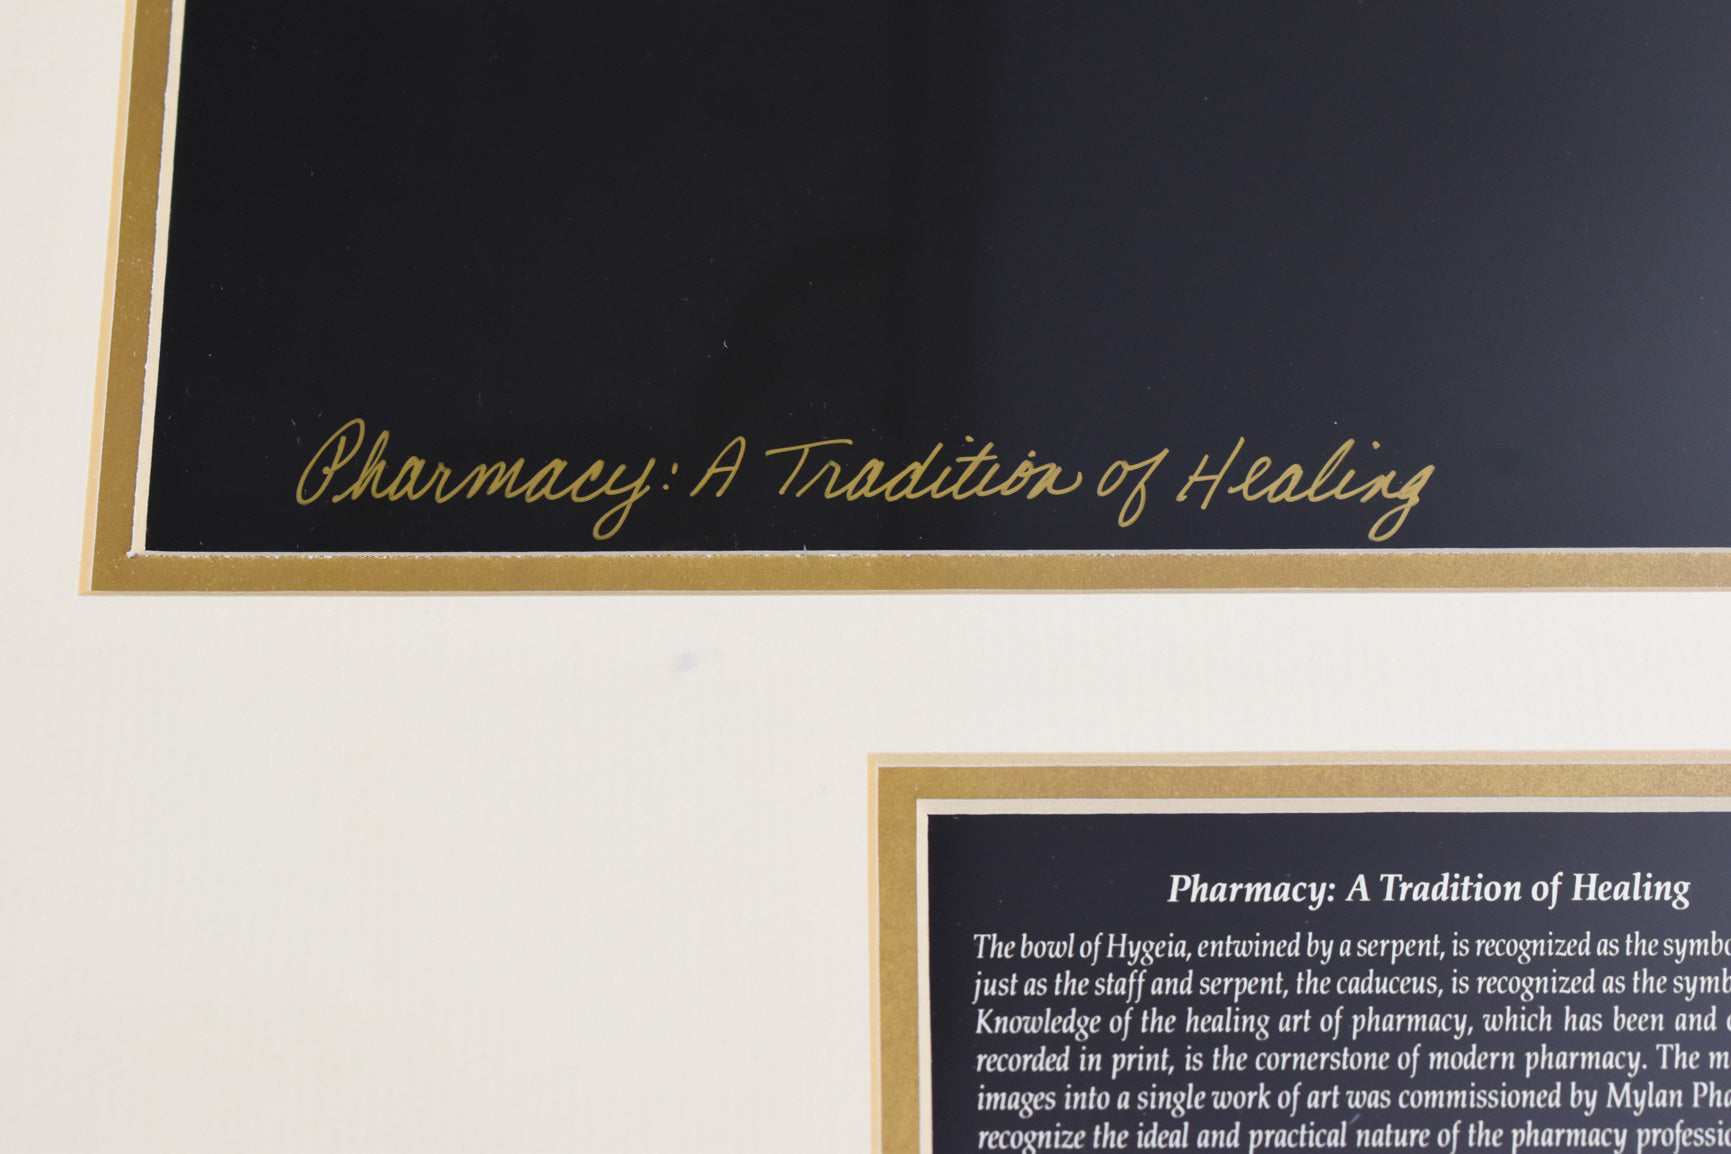 Pharmacy: A Tradition of Healing
Pharmacy: A Tradition of Healing
The bowl of Hygeia, entwined by a serpent, is recognized as the
just as the staff and serpent, the caduceus, is recognized as the
Knowledge of the healing art of pharmacy, which has been and
recorded in print, is the cornerstone of modern pharmacy. The
images into a single work of art was commissioned by Mylan
recognize the ideal and practical nature of the pharmacy